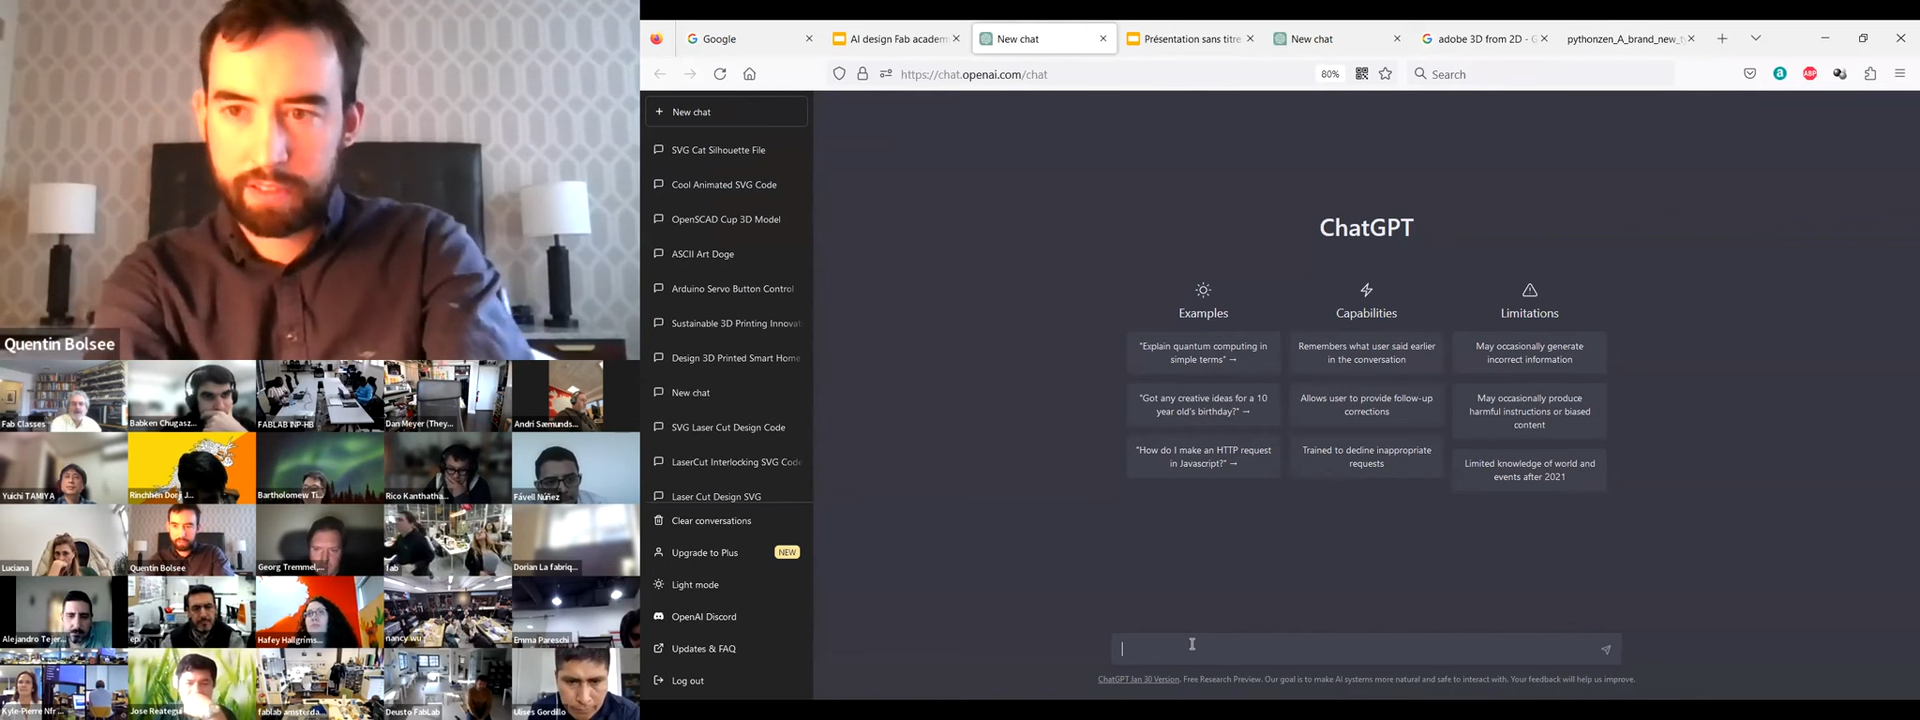 Quentin Bolsee
Fab Classes
Babken Chugasz...
FABLAB INP-HB
Dan Meyer (They...
Andri Sæmunds...
Yuichi TAMIYA
Rinchhen Dorji J...
Bartholomew Ti...
Rico Kanthatha...
Fávell Núñez
Luciana
Quentin Bolsee
Georg Tremmel,...
fab
Dorian La fabriq...
Alejandro Tejer...
epi
Hafey Hallgríms...
nancy wu
Emma Pareschi
Kyle-Pierre Nfr...
Jose Reategui
fablab amsterda...
Deusto FabLab
Ulises Gordillo
Google
AI design Fab academ
New chat
Présentation sans titre
New chat
adobe 3D from 2D - G
pythonzen_A_brand_new_ty
https://chat.openai.com/chat
80%
Search
New chat
SVG Cat Silhouette File
Cool Animated SVG Code
OpenSCAD Cup 3D Model
ASCII Art Doge
Arduino Servo Button Control
Sustainable 3D Printing Innovat
Design 3D Printed Smart Home
New chat
SVG Laser Cut Design Code
LaserCut Interlocking SVG Code
Laser Cut Design SVG
Clear conversations
Upgrade to Plus
NEW
Light mode
OpenAI Discord
Updates & FAQ
Log out
ChatGPT
Examples
"Explain quantum computing in
simple terms" →
"Got any creative ideas for a 10
year old's birthday?" →
"How do I make an HTTP request
in Javascript?" →
Capabilities
Remembers what user said earlier
in the conversation
Allows user to provide follow-up
corrections
Trained to decline inappropriate
requests
Limitations
May occasionally generate
incorrect information
May occasionally produce
harmful instructions or biased
content
Limited knowledge of world and
events after 2021
ChatGPT Jan 30 Version. Free Research Preview. Our goal is to make AI systems more natural and safe to interact with. Your feedback will help us improve.